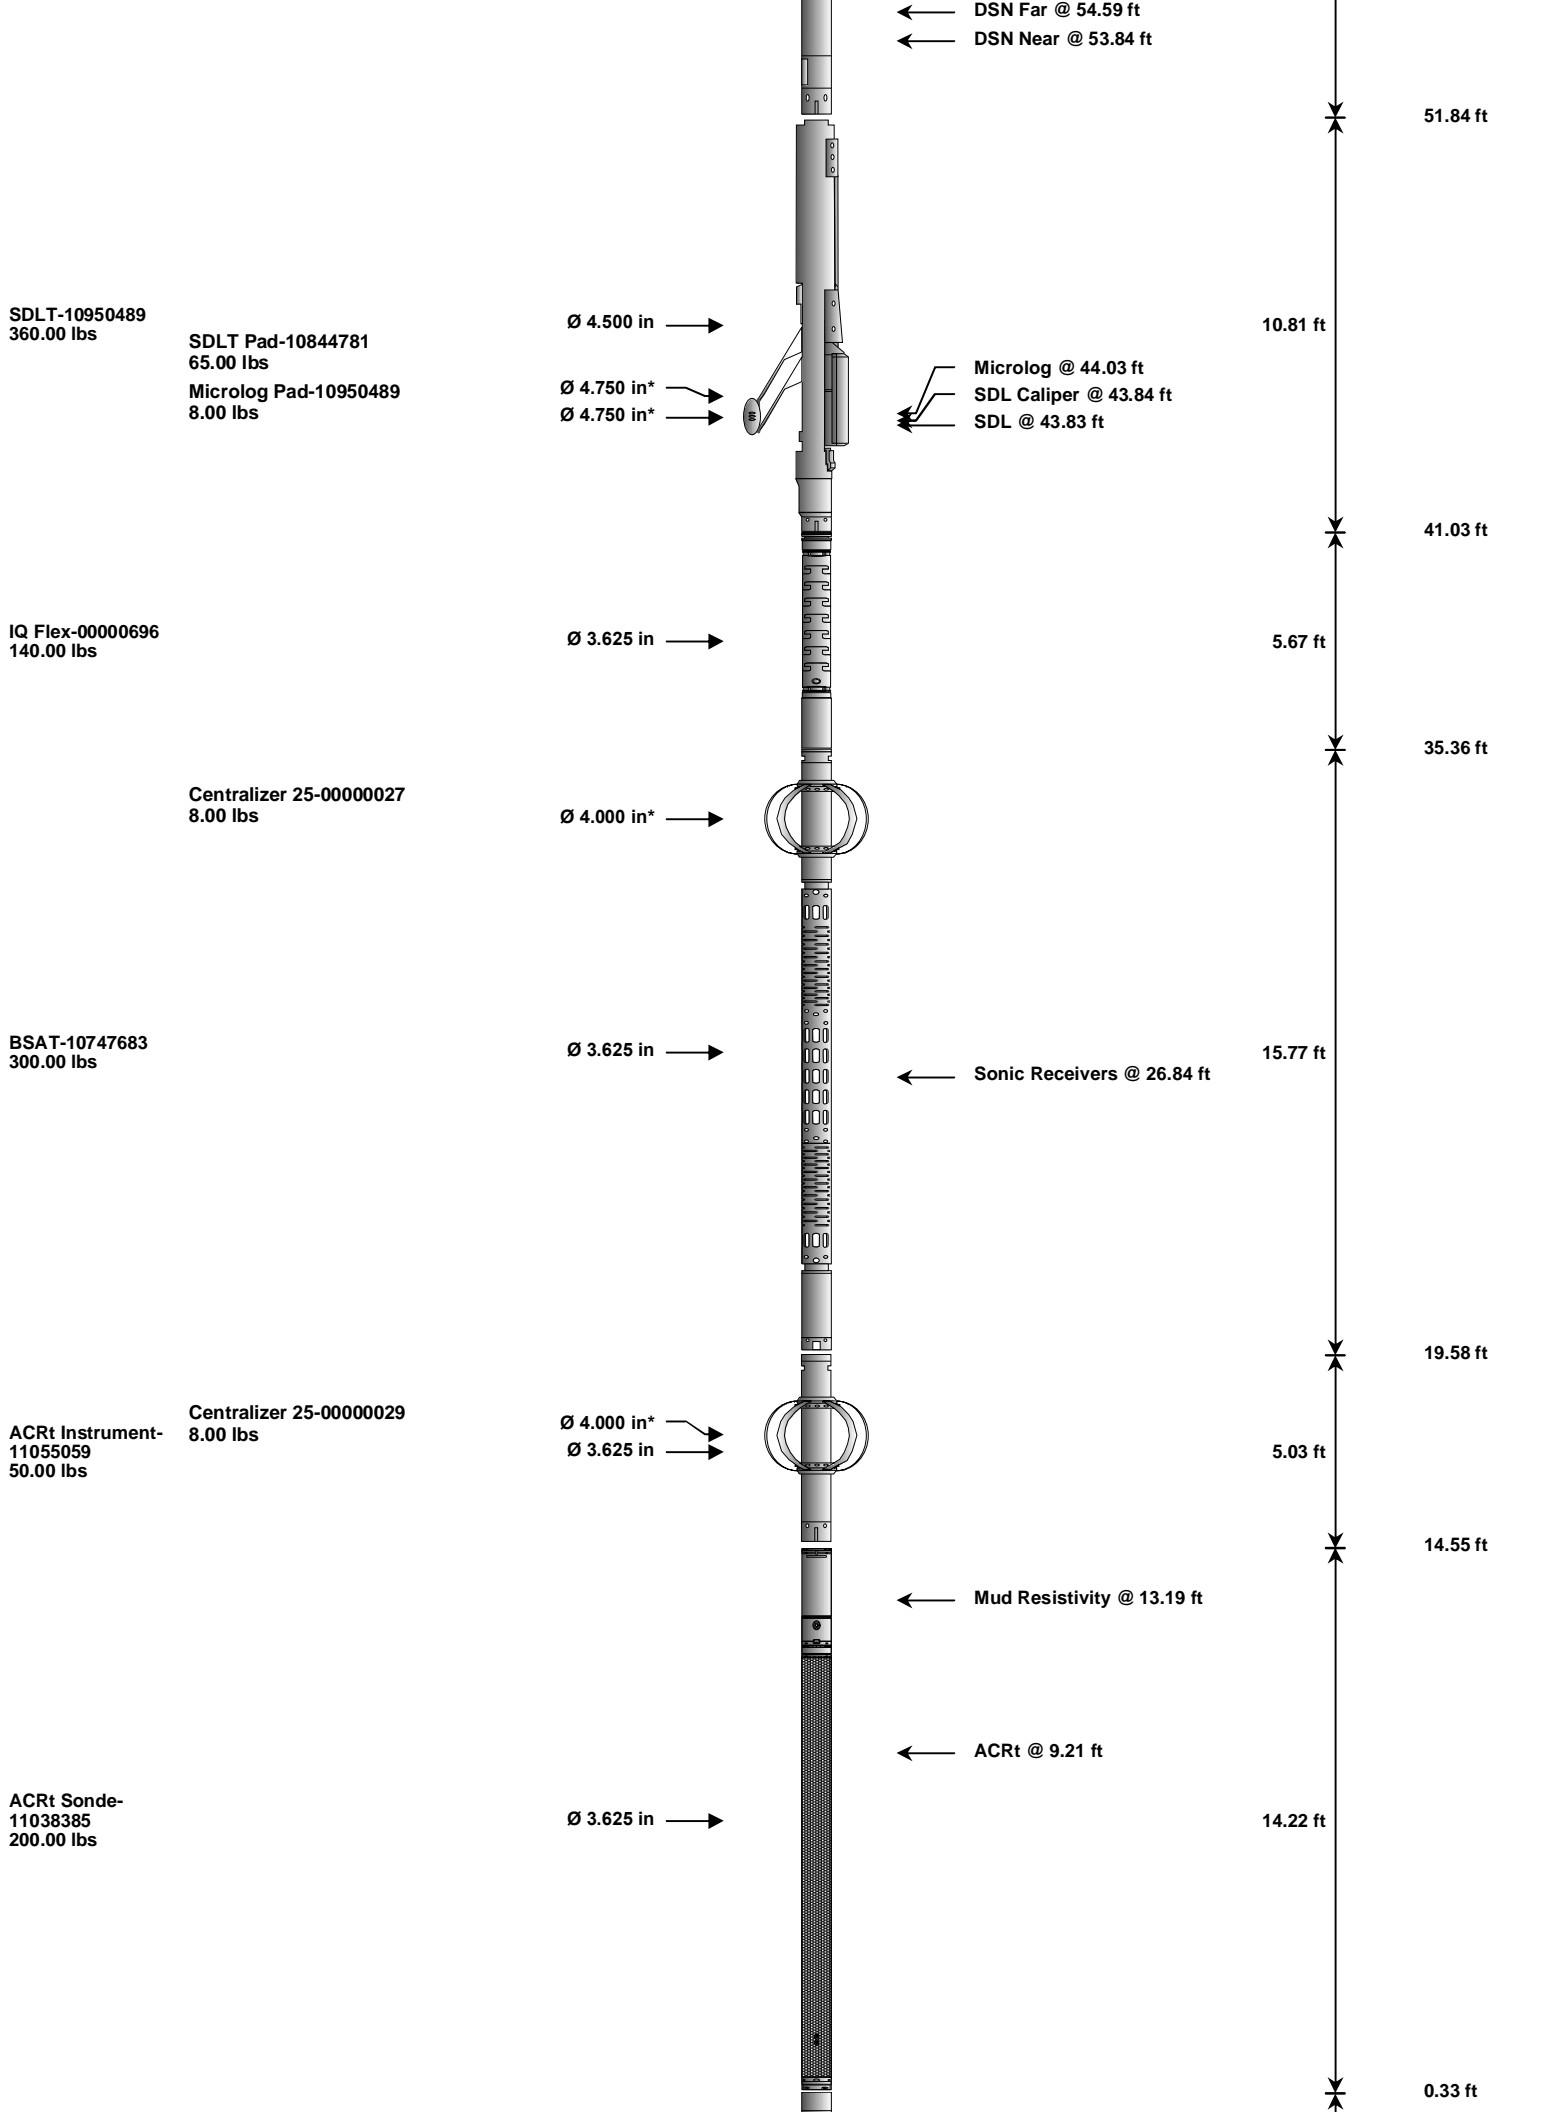 DSN Far @ 54.59 ft
DSN Near @ 53.84 ft
51.84 ft
SDLT-10950489
360.00 lbs
SDLT Pad-10844781
65.00 lbs
Microlog Pad-10950489
8.00 lbs
Ø 4.500 in
Ø 4.750 in*
Ø 4.750 in*
Microlog @ 44.03 ft
SDL Caliper @ 43.84 ft
SDL @ 43.83 ft
10.81 ft
41.03 ft
IQ Flex-00000696
140.00 lbs
Ø 3.625 in
5.67 ft
35.36 ft
Centralizer 25-00000027
8.00 lbs
Ø 4.000 in*
BSAT-10747683
300.00 lbs
Ø 3.625 in
Sonic Receivers @ 26.84 ft
15.77 ft
19.58 ft
ACRt Instrument-
11055059
50.00 lbs
Centralizer 25-00000029
8.00 lbs
Ø 4.000 in*
Ø 3.625 in
5.03 ft
14.55 ft
Mud Resistivity @ 13.19 ft
ACRt @ 9.21 ft
ACRt Sonde-
11038385
200.00 lbs
Ø 3.625 in
14.22 ft
0.33 ft